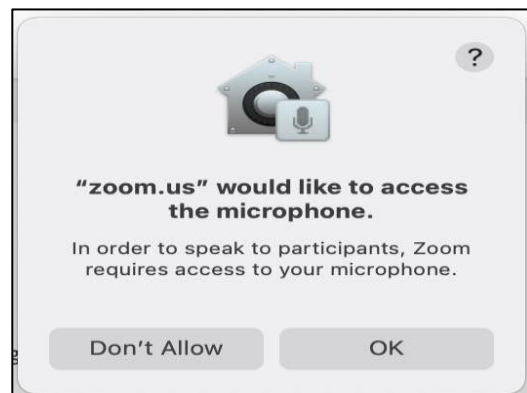 ?
“zoom.us” would like to access
the microphone.
In order to speak to participants, Zoom
requires access to your microphone.
Don’t Allow
OK